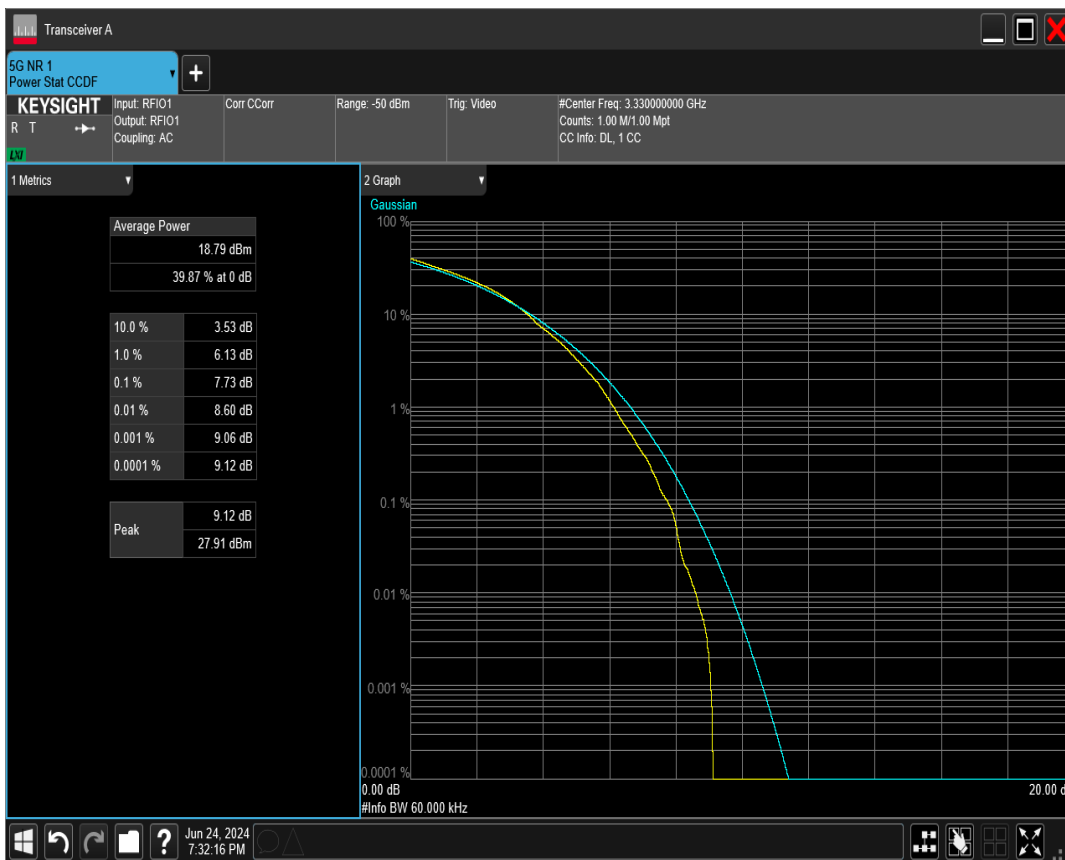 Transceiver A
5G NR 1
Power Stat CCDF
+
KEYSIGHT
R T
LXI
Input: RFIO1
Output: RFIO1
Coupling: AC
Corr CCorr
Range: -50 dBm
Trig: Video
#Center Freq: 3.330000000 GHz
Counts: 1.00 M/1.00 Mpt
CC Info: DL, 1 CC
1 Metrics
Average Power
18.79 dBm
39.87 % at 0 dB
10.0 % 3.53 dB
1.0 % 6.13 dB
0.1 % 7.73 dB
0.01 % 8.60 dB
0.001 % 9.06 dB
0.0001 % 9.12 dB
Peak
9.12 dB
27.91 dBm
2 Graph
Gaussian
100 %
10 %
1 %
0.1 %
0.01 %
0.001 %
0.0001 %
0.00 dB
20.00 d
#Info BW 60.000 kHz
?
Jun 24, 2024
7:32:16 PM